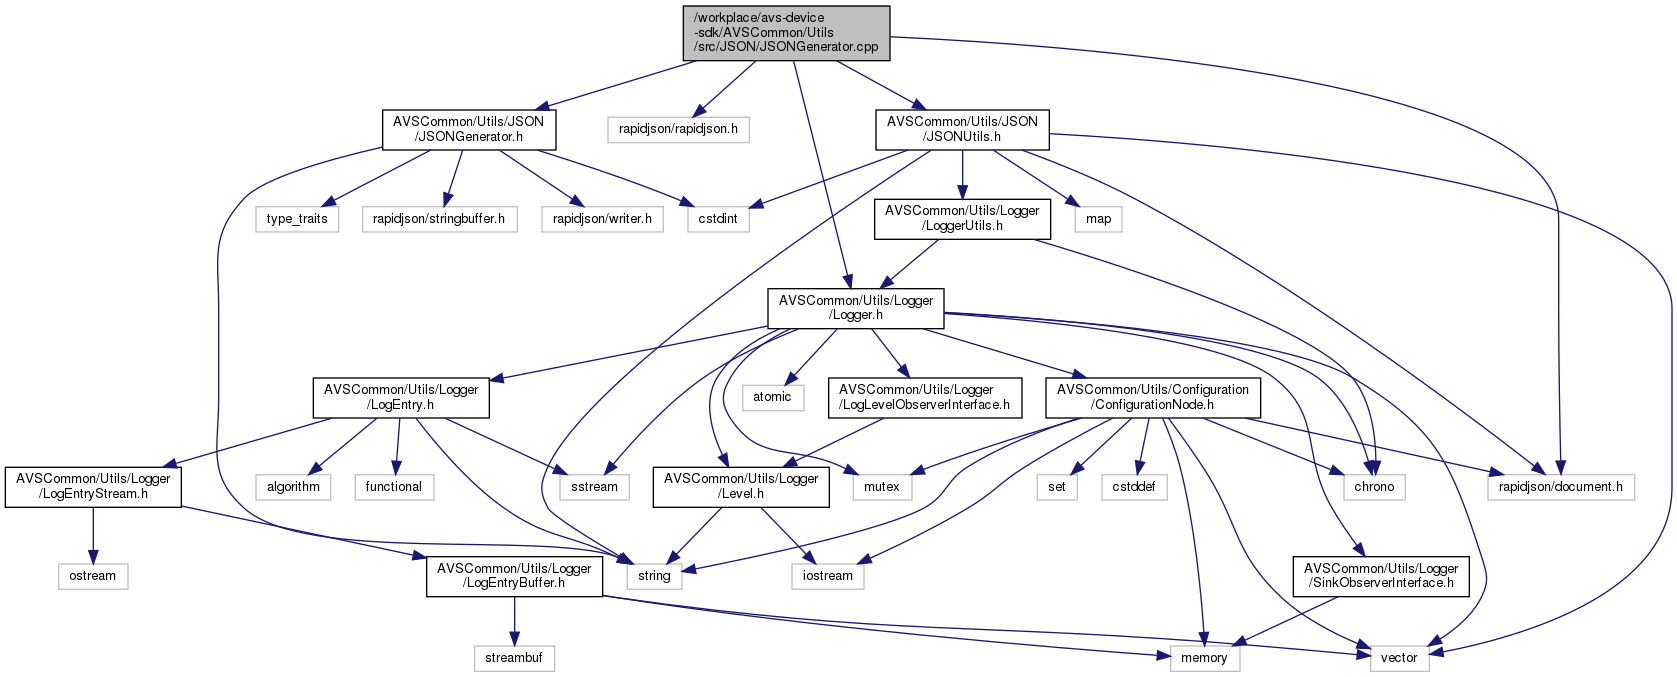 /workplace/avs-device
-sdk/AVSCommon/Utils
/src/JSON/JSONGenerator.cpp
AVSCommon/Utils/JSON
/JSONGenerator.h
rapidjson/rapidjson.h
AVSCommon/Utils/JSON
/JSONUtils.h
type_traits
rapidjson/stringbuffer.h
rapidjson/writer.h
cstdint
AVSCommon/Utils/Logger
/LoggerUtils.h
map
AVSCommon/Utils/Logger
/Logger.h
AVSCommon/Utils/Logger
/LogEntry.h
atomic
AVSCommon/Utils/Logger
/LogLevelObserverInterface.h
AVSCommon/Utils/Configuration
/ConfigurationNode.h
AVSCommon/Utils/Logger
/LogEntryStream.h
algorithm
functional
sstream
AVSCommon/Utils/Logger
/Level.h
mutex
set
cstddef
chrono
rapidjson/document.h
ostream
AVSCommon/Utils/Logger
/LogEntryBuffer.h
string
iostream
AVSCommon/Utils/Logger
/SinkObserverInterface.h
streambuf
memory
vector